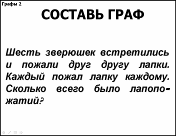 Графы 2
СОСТАВЬ ГРАФ
Шесть зверюшек встретились
и пожали друг другу лапки.
Каждый пожал лапку каждому.
Сколько всего было лапопо-
жатий?